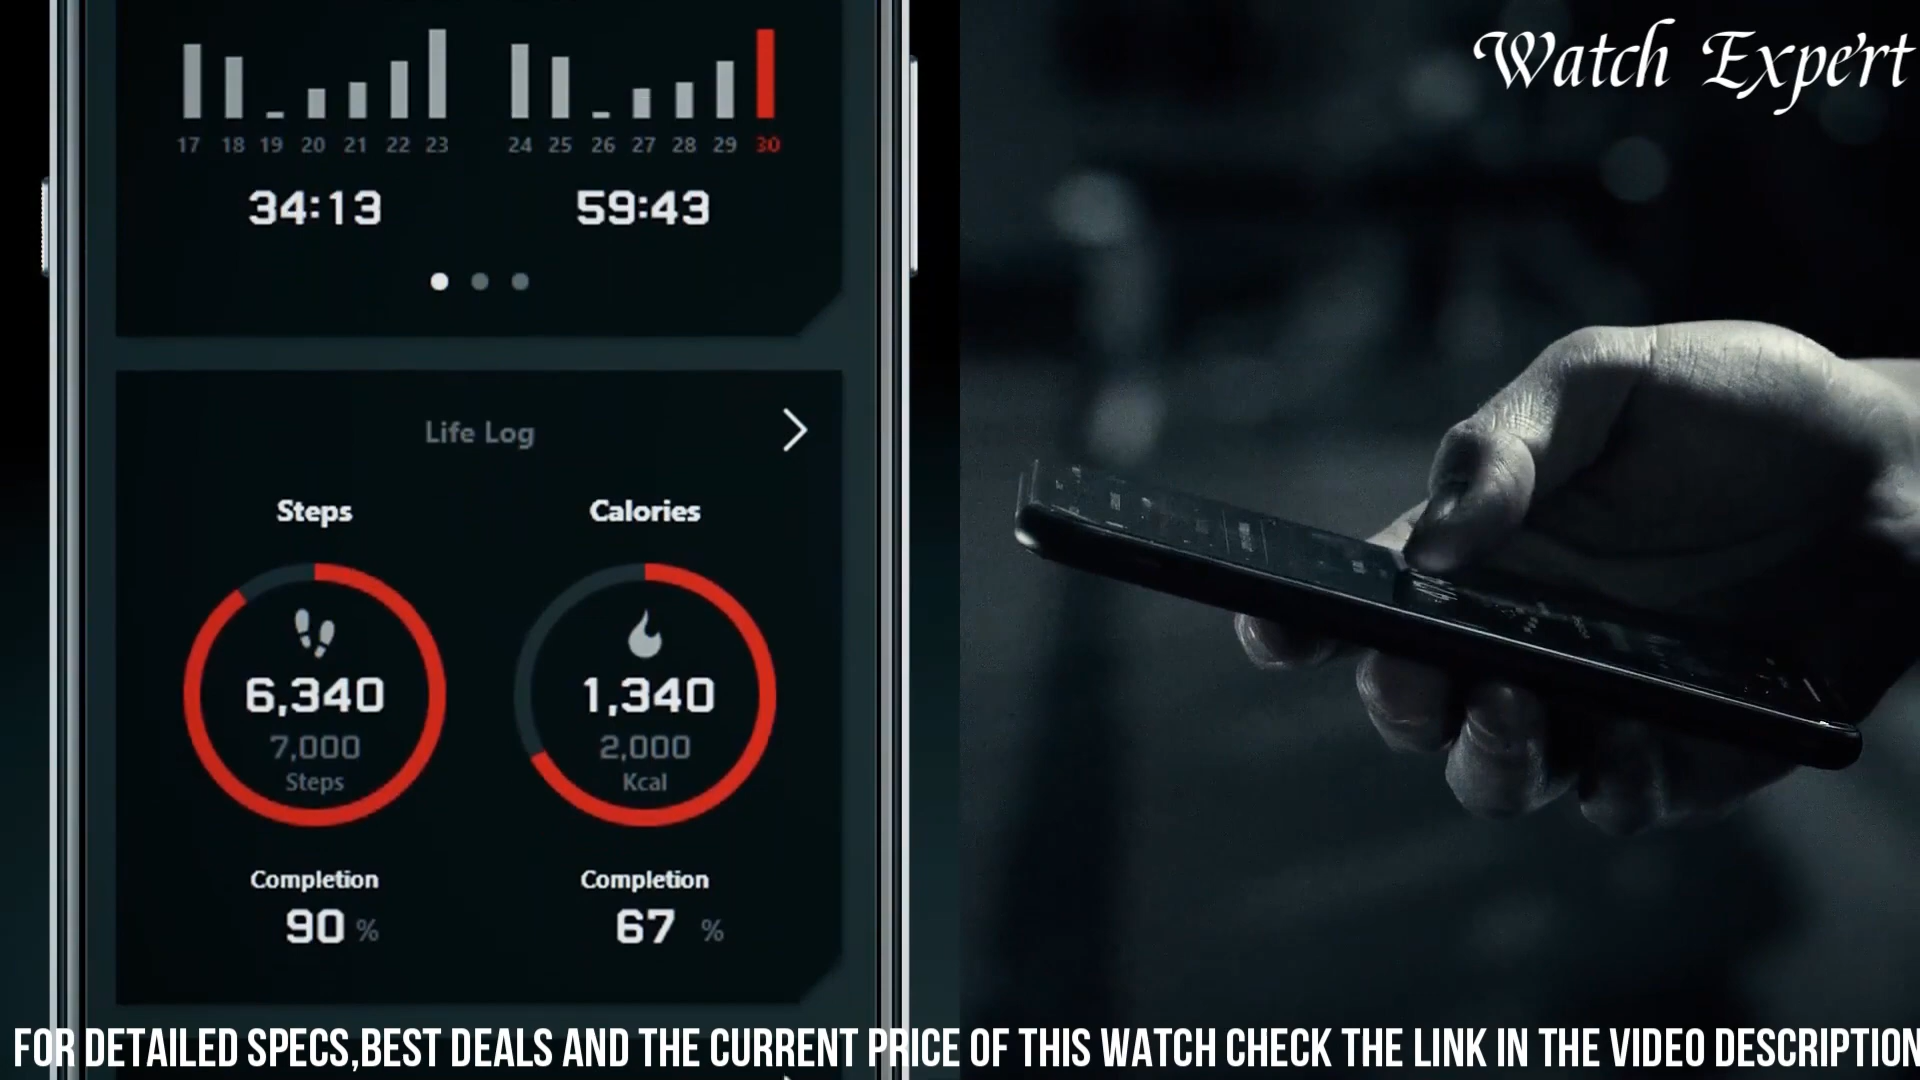 Watch Expert
17 18 19 20 21 22 23
24 25 26 27 28 29 30
34:13
59:43
Life Log
Steps
Calories
6,340
7,000
Steps
1,340
2,000
Kcal
Completion
90 %
Completion
67 %
FOR DETAILED SPECS,BEST DEALS AND THE CURRENT PRICE OF THIS WATCH CHECK THE LINK IN THE VIDEO DESCRIPTION